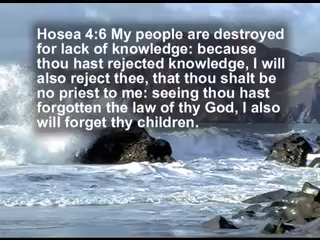 Hosea 4:6 My people are destroyed
for lack of knowledge: because
thou hast rejected knowledge, I will
also reject thee, that thou shalt be
no priest to me: seeing thou hast
forgotten the law of thy God, I also
will forget thy children.